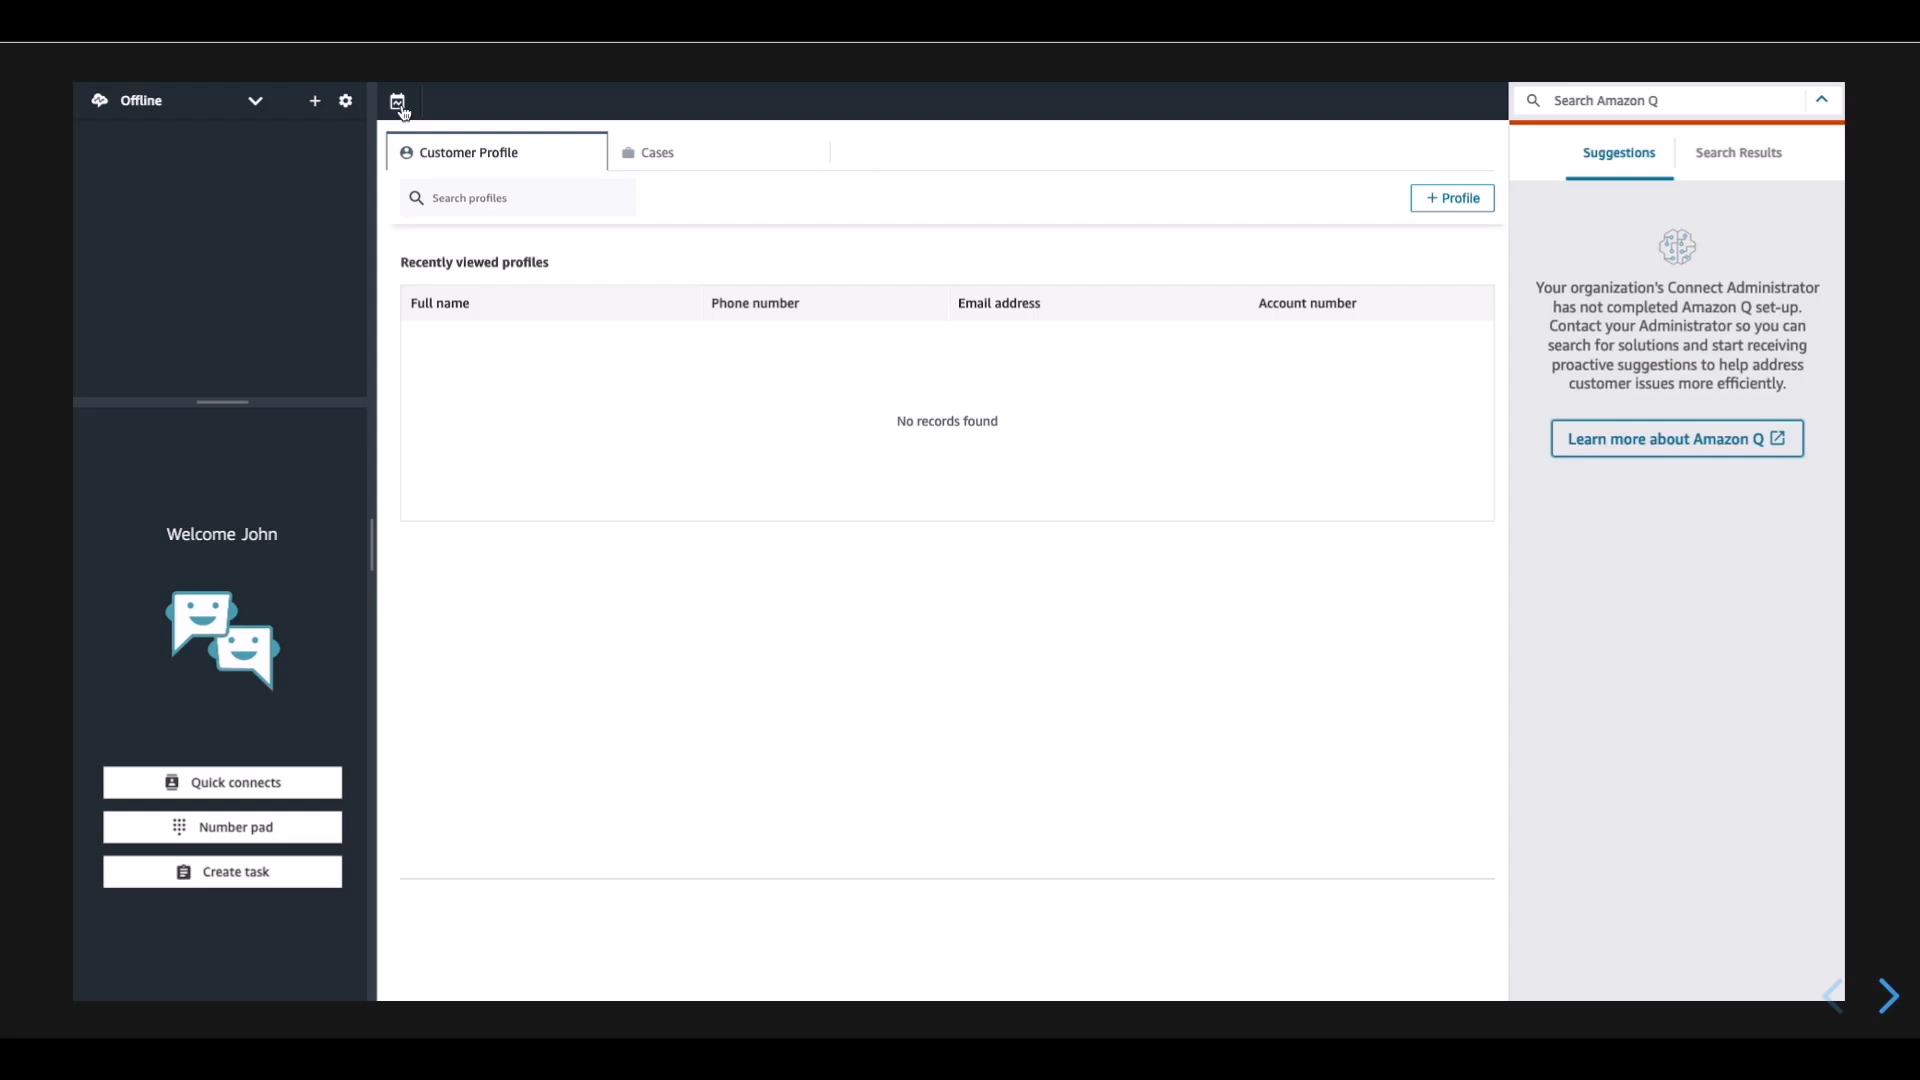 Offline
Search Amazon Q
Customer Profile
Cases
Suggestions
Search Results
Search profiles
+ Profile
Recently viewed profiles
Full name
Phone number
Email address
Account number
No records found
Your organization's Connect Administrator
has not completed Amazon Q set-up.
Contact your Administrator so you can
search for solutions and start receiving
proactive suggestions to help address
customer issues more efficiently.
Learn more about Amazon Q
Welcome John
Quick connects
Number pad
Create task